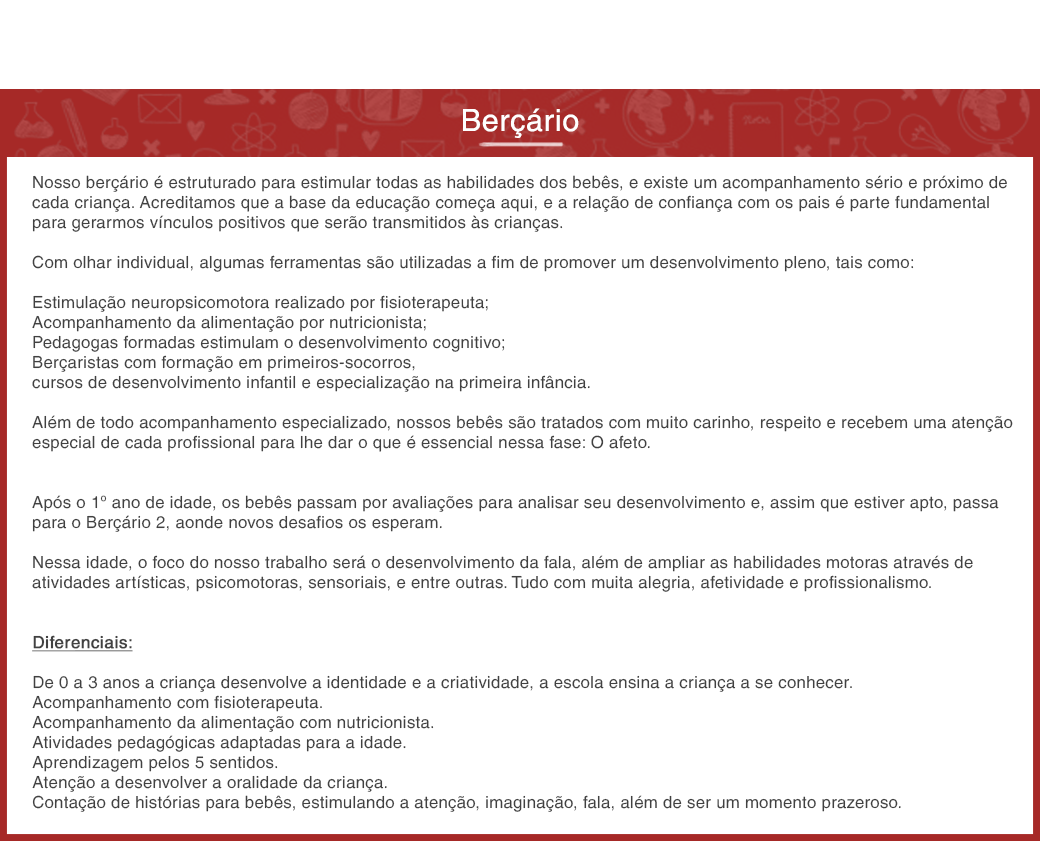 Berçário
Nosso berçário é estruturado para estimular todas as habilidades dos bebês, e existe um acompanhamento sério e próximo de
cada criança. Acreditamos que a base da educação começa aqui, e a relação de confiança com os pais é parte fundamental
para gerarmos vínculos positivos que serão transmitidos às crianças.
Com olhar individual, algumas ferramentas são utilizadas a fim de promover um desenvolvimento pleno, tais como:
Estimulação neuropsicomotora realizado por fisioterapeuta;
Acompanhamento da alimentação por nutricionista;
Pedagogas formadas estimulam o desenvolvimento cognitivo;
Berçaristas com formação em primeiros-socorros,
cursos de desenvolvimento infantil e especialização na primeira infância.
Além de todo acompanhamento especializado, nossos bebês são tratados com muito carinho, respeito e recebem uma atenção
especial de cada profissional para lhe dar o que é essencial nessa fase: O afeto.
Após o 1º ano de idade, os bebês passam por avaliações para analisar seu desenvolvimento e, assim que estiver apto, passa
para o Berçário 2, aonde novos desafios os esperam.
Nessa idade, o foco do nosso trabalho será o desenvolvimento da fala, além de ampliar as habilidades motoras através de
atividades artísticas, psicomotoras, sensoriais, e entre outras. Tudo com muita alegria, afetividade e profissionalismo.
Diferenciais:
De 0 a 3 anos a criança desenvolve a identidade e a criatividade, a escola ensina a criança a se conhecer.
Acompanhamento com fisioterapeuta.
Acompanhamento da alimentação com nutricionista.
Atividades pedagógicas adaptadas para a idade.
Aprendizagem pelos 5 sentidos.
Atenção a desenvolver a oralidade da criança.
Contação de histórias para bebês, estimulando a atenção, imaginação, fala, além de ser um momento prazeroso.